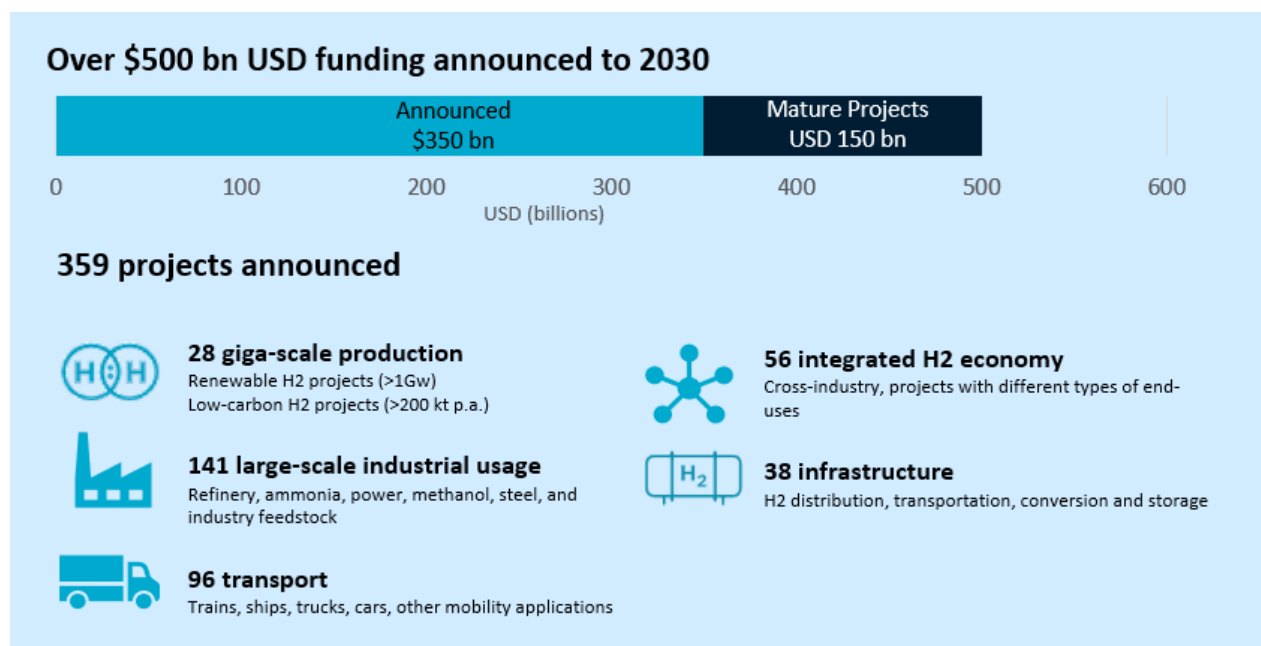 Over $500 bn USD funding announced to 2030
Announced
$350 bn
Mature Projects
USD 150 bn
0 100 200 300 400 500 600
USD (billions)
359 projects announced
H H
28 giga-scale production
Renewable H2 projects (>1Gw)
Low-carbon H2 projects (>200 kt p.a.)
141 large-scale industrial usage
Refinery, ammonia, power, methanol, steel, and
industry feedstock
96 transport
Trains, ships, trucks, cars, other mobility applications
56 integrated H2 economy
Cross-industry, projects with different types of end-
uses
H₂
38 infrastructure
H2 distribution, transportation, conversion and storage